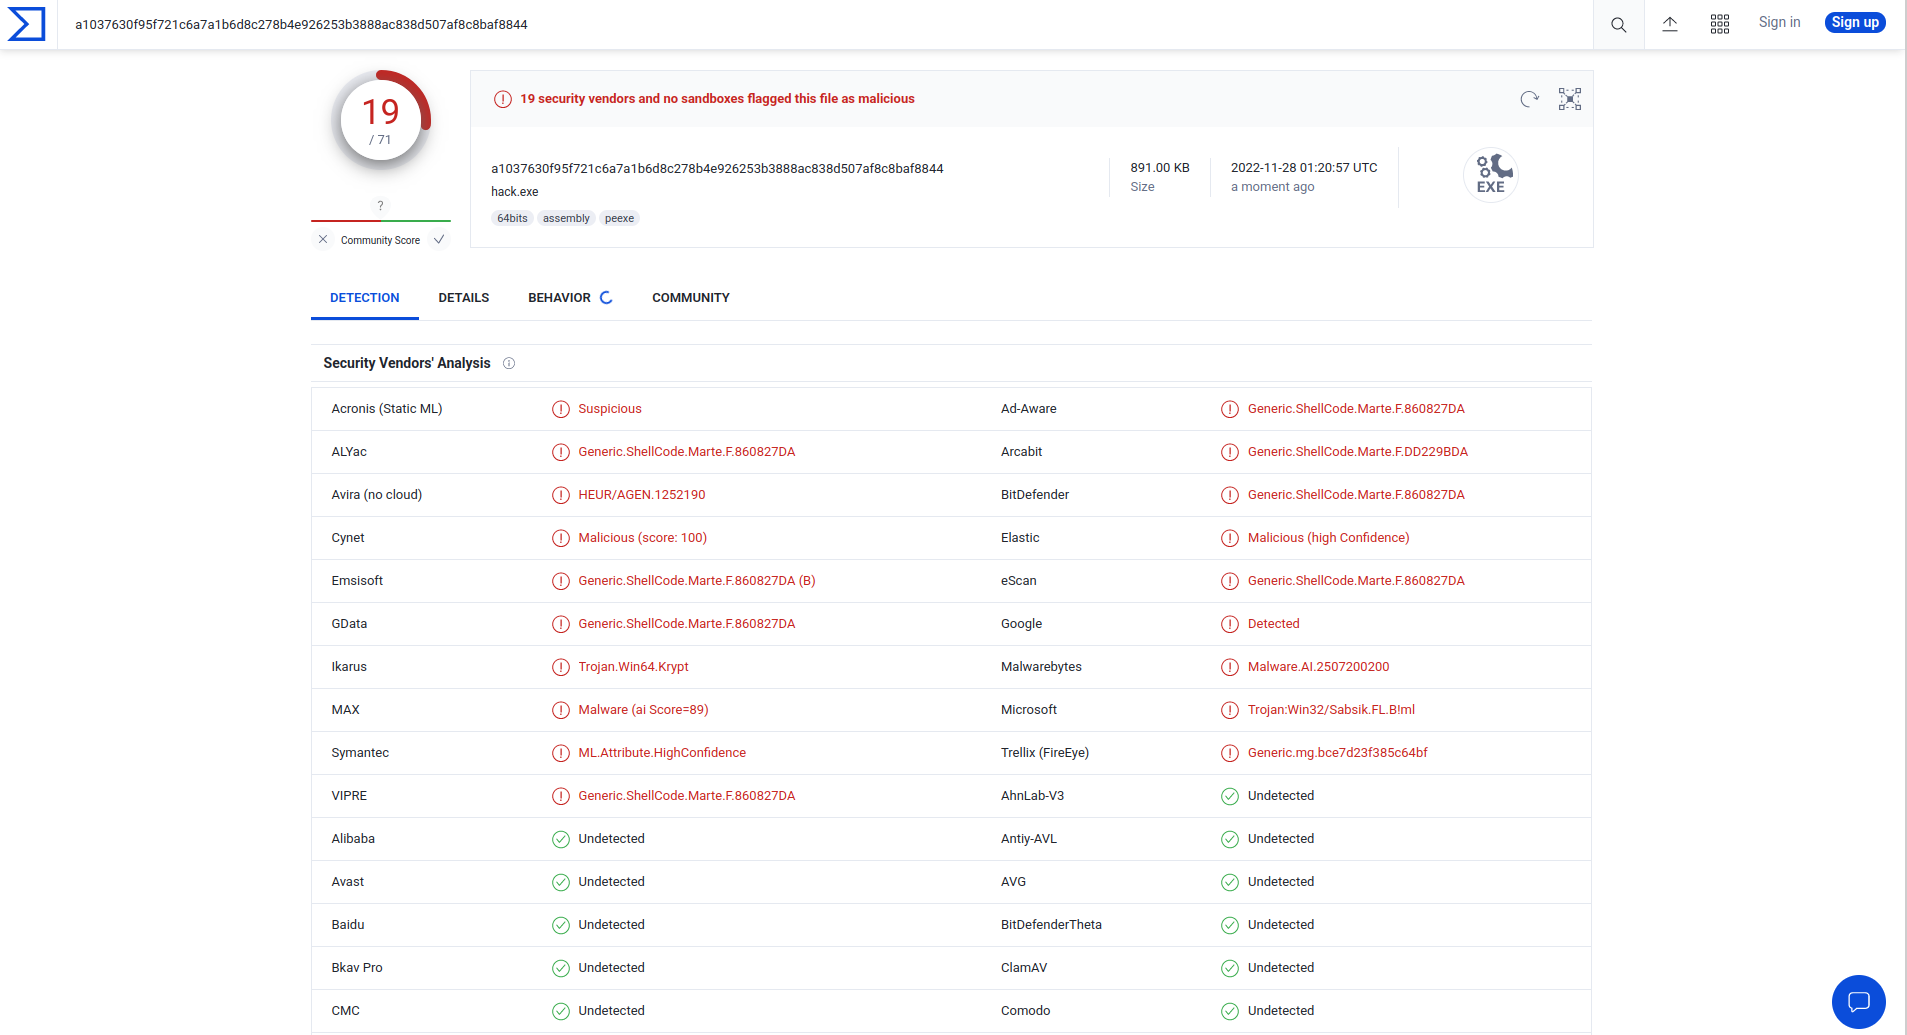 a1037630f95f721c6a7a1b6d8c278b4e926253b3888ac838d507af8c8baf8844
Sign in
Sign up
19
/ 71
19 security vendors and no sandboxes flagged this file as malicious
a1037630f95f721c6a7a1b6d8c278b4e926253b3888ac838d507af8c8baf8844
hack.exe
64bits assembly peexe
891.00 KB
Size
2022-11-28 01:20:57 UTC
a moment ago
EXE
?
Community Score
DETECTION DETAILS BEHAVIOR COMMUNITY
Security Vendors' Analysis
Acronis (Static ML) Suspicious Ad-Aware Generic.ShellCode.Marte.F.860827DA
ALYac Generic.ShellCode.Marte.F.860827DA Arcabit Generic.ShellCode.Marte.F.DD229BDA
Avira (no cloud) HEUR/AGEN.1252190 BitDefender Generic.ShellCode.Marte.F.860827DA
Cynet Malicious (score: 100) Elastic Malicious (high Confidence)
Emsisoft Generic.ShellCode.Marte.F.860827DA (B) eScan Generic.ShellCode.Marte.F.860827DA
GData Generic.ShellCode.Marte.F.860827DA Google Detected
Ikarus Trojan.Win64.Krypt Malwarebytes Malware.AI.2507200200
MAX Malware (ai Score=89) Microsoft Trojan:Win32/Sabsik.FL.B!ml
Symantec ML.Attribute.HighConfidence Trellix (FireEye) Generic.mg.bce7d23f385c64bf
VIPRE Generic.ShellCode.Marte.F.860827DA AhnLab-V3 Undetected
Alibaba Undetected Antiy-AVL Undetected
Avast Undetected AVG Undetected
Baidu Undetected BitDefenderTheta Undetected
Bkav Pro Undetected ClamAV Undetected
CMC Undetected Comodo Undetected